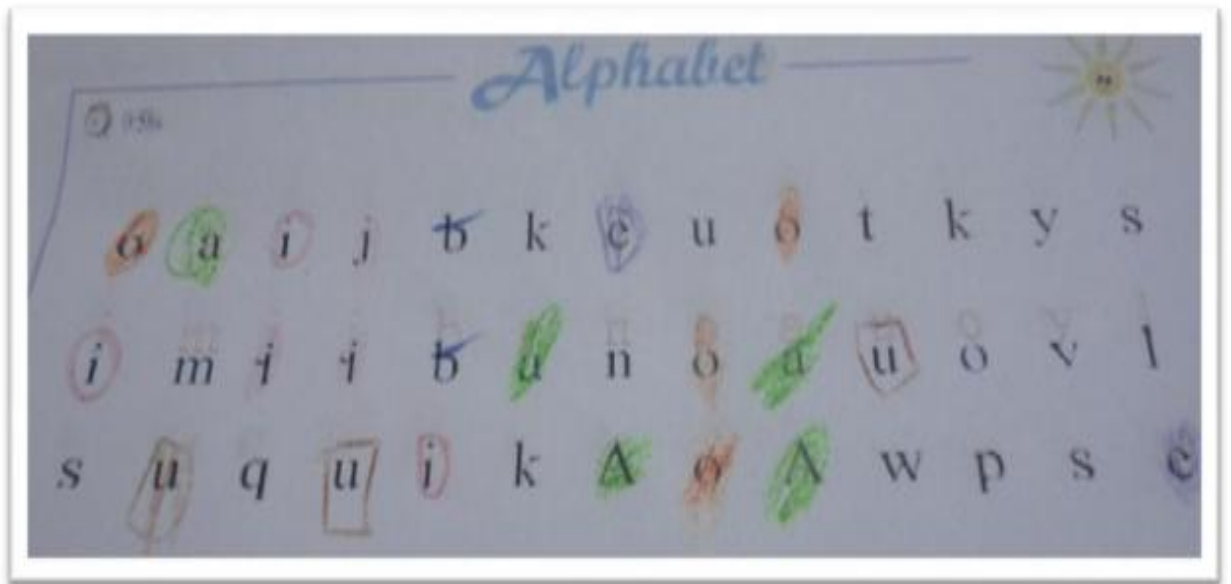 Alphabet
o a i j b k e u o t k y s
i m i i b a n o a u o v l
s u q u i k A o A w p s e